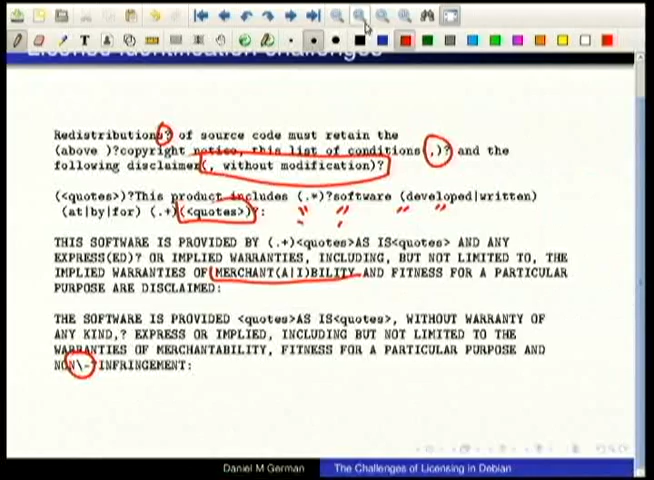 License Identification Challenges
Redistributions? of source code must retain the
(above )?copyright notice, this list of conditions (,)? and the
following disclaimer(, without modification)?
(<quotes>)?This product includes (.*)?software (developed|written)
(at|by|for) (.+)(<quotes>)?:
THIS SOFTWARE IS PROVIDED BY (.+)<quotes>AS IS<quotes> AND ANY
EXPRESS(ED)? OR IMPLIED WARRANTIES, INCLUDING, BUT NOT LIMITED TO, THE
IMPLIED WARRANTIES OF MERCHANT(A|I)BILITY AND FITNESS FOR A PARTICULAR
PURPOSE ARE DISCLAIMED:
THE SOFTWARE IS PROVIDED <quotes>AS IS<quotes>, WITHOUT WARRANTY OF
ANY KIND,? EXPRESS OR IMPLIED, INCLUDING BUT NOT LIMITED TO THE
WARRANTIES OF MERCHANTABILITY, FITNESS FOR A PARTICULAR PURPOSE AND
NON\-?INFRINGEMENT:
Daniel M German The Challenges of Licensing in Debian